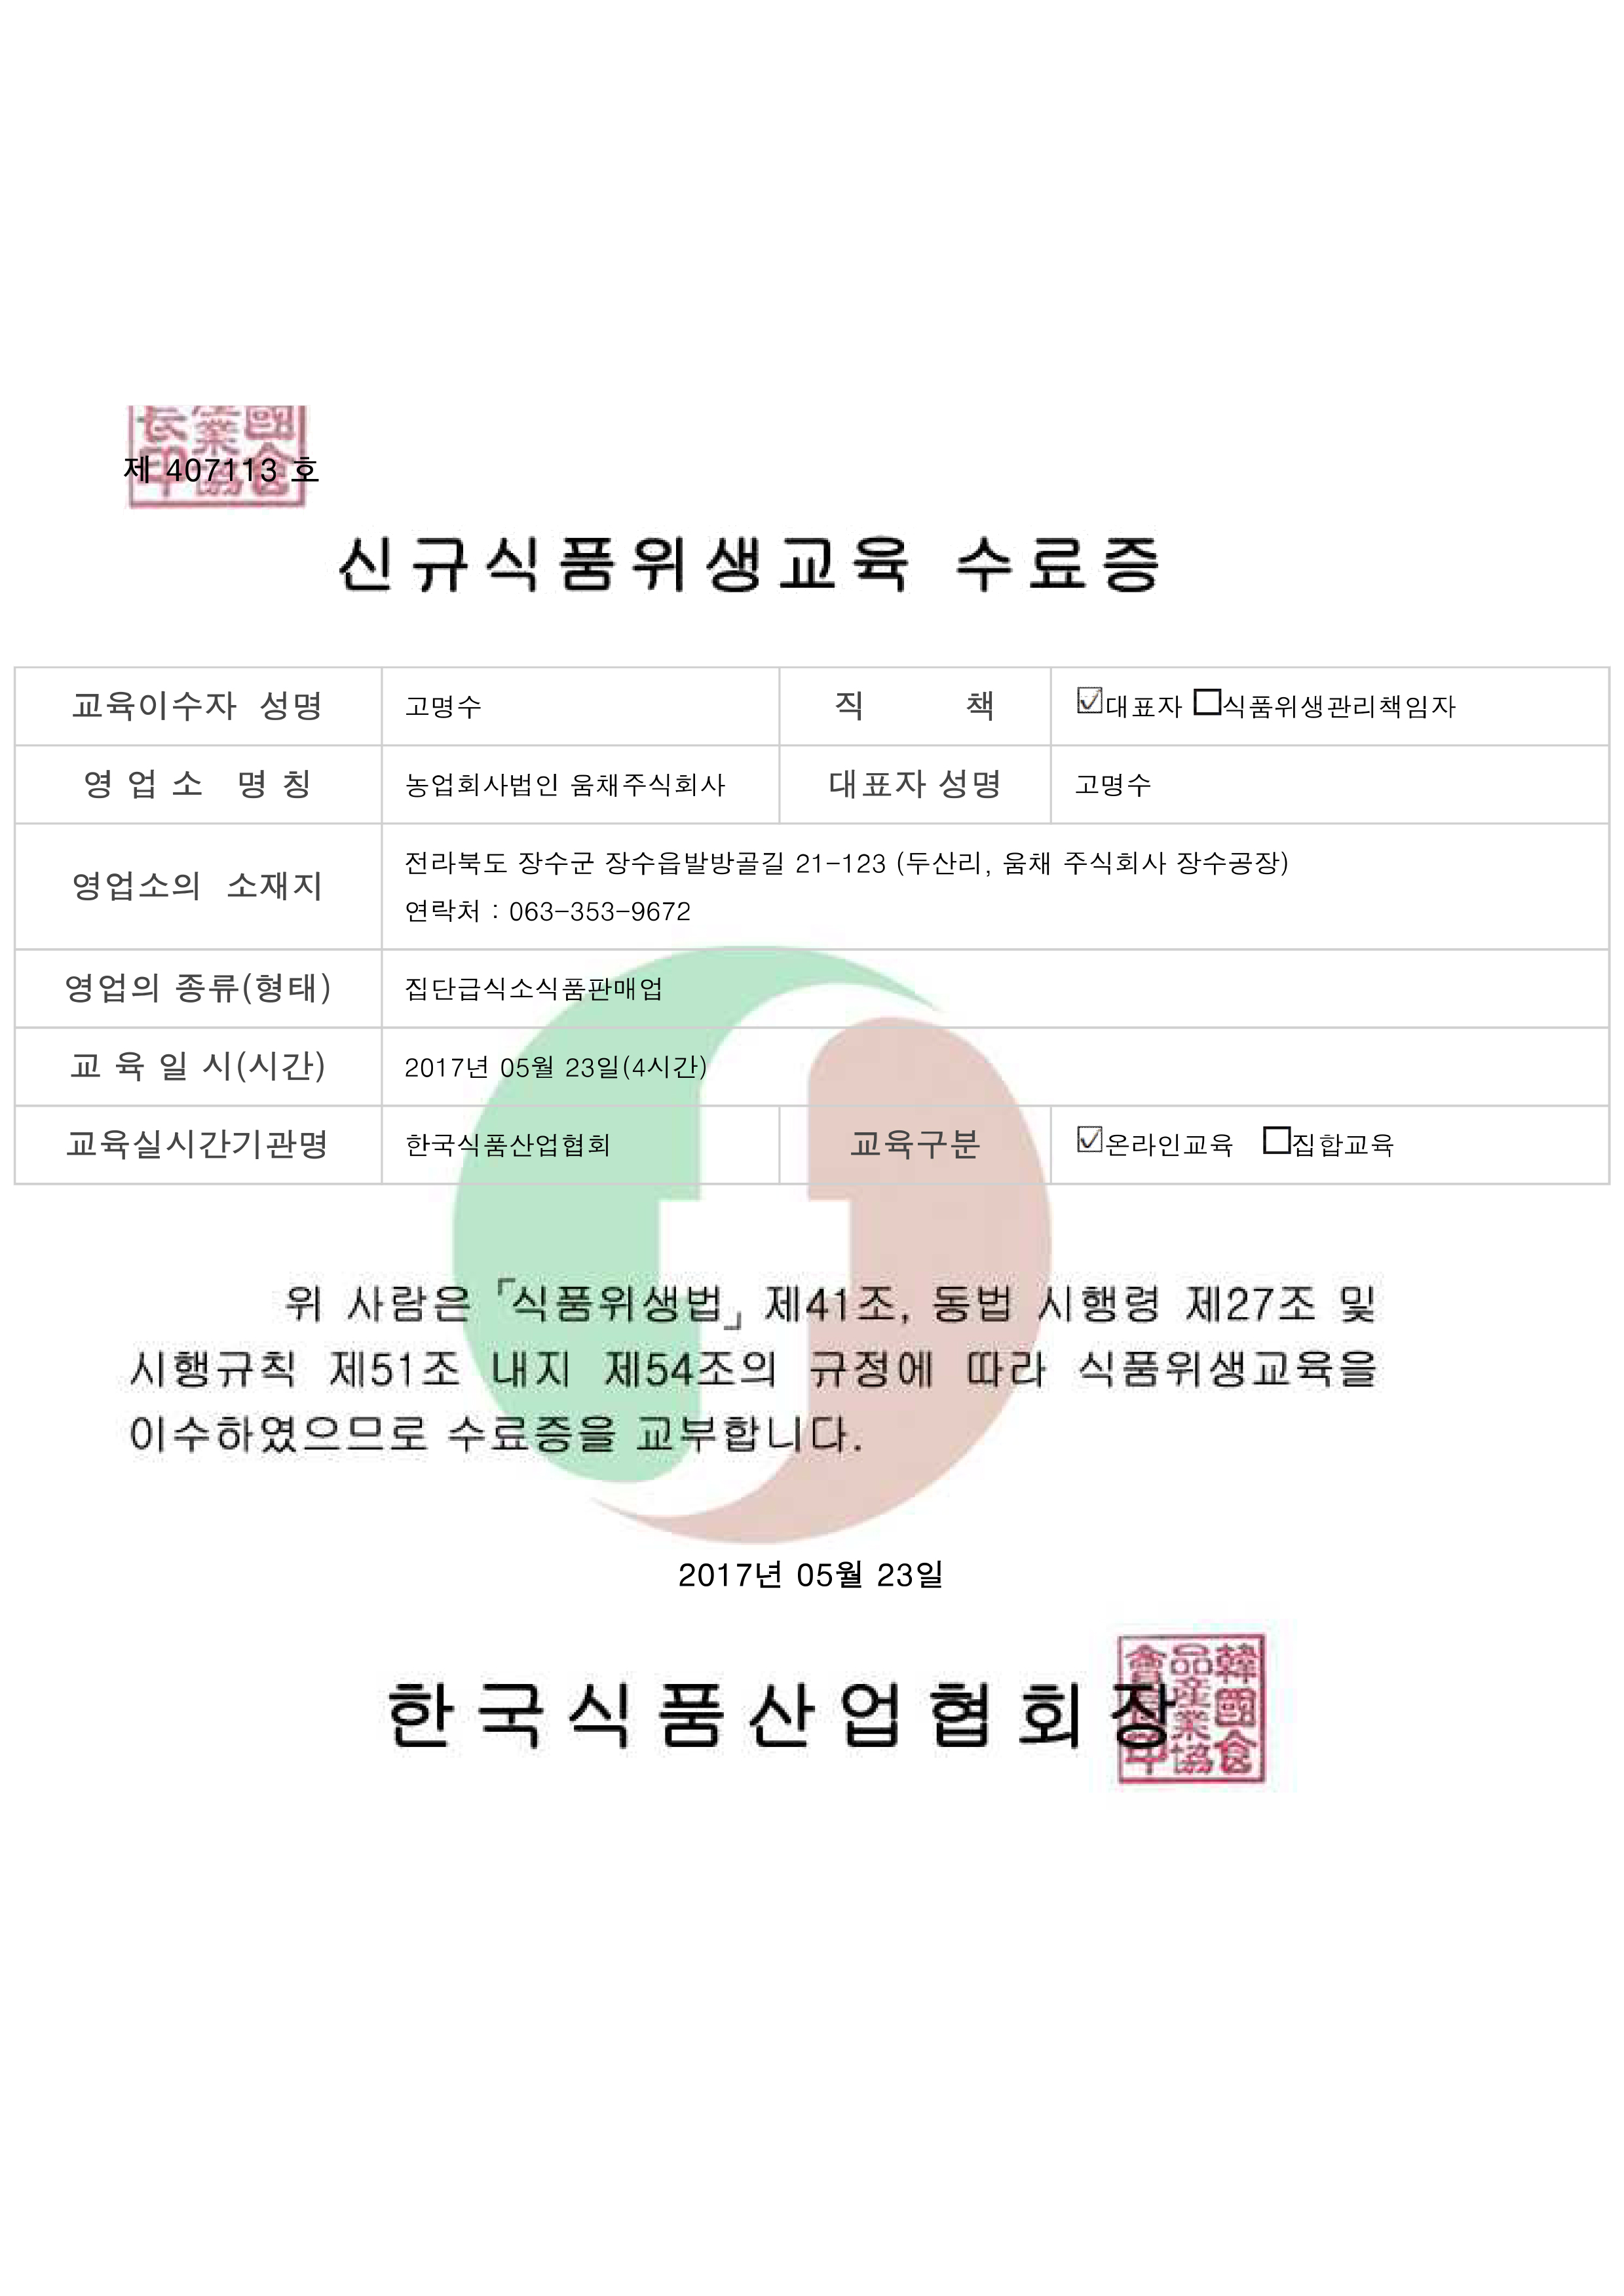 제 407113 호
신규식품위생교육 수료증
교육이수자 성명 고명수 직 책 ☑대표자 ☐식품위생관리책임자
영업소 명칭 농업회사법인 움채주식회사 대표자 성명 고명수
영업소의 소재지 전라북도 장수군 장수읍발방골길 21-123 (두산리, 움채 주식회사 장수공장)
연락처 : 063-353-9672
영업의 종류(형태) 집단급식소식품판매업
교육일시(시간) 2017년 05월 23일(4시간)
교육실시간기관명 한국식품산업협회 교육구분 ☑온라인교육 ☐집합교육
위 사람은 「식품위생법」 제41조, 동법 시행령 제27조 및
시행규칙 제51조 내지 제54조의 규정에 따라 식품위생교육을
이수하였으므로 수료증을 교부합니다.
2017년 05월 23일
한국식품산업협회장
韓國食品産業協會長印